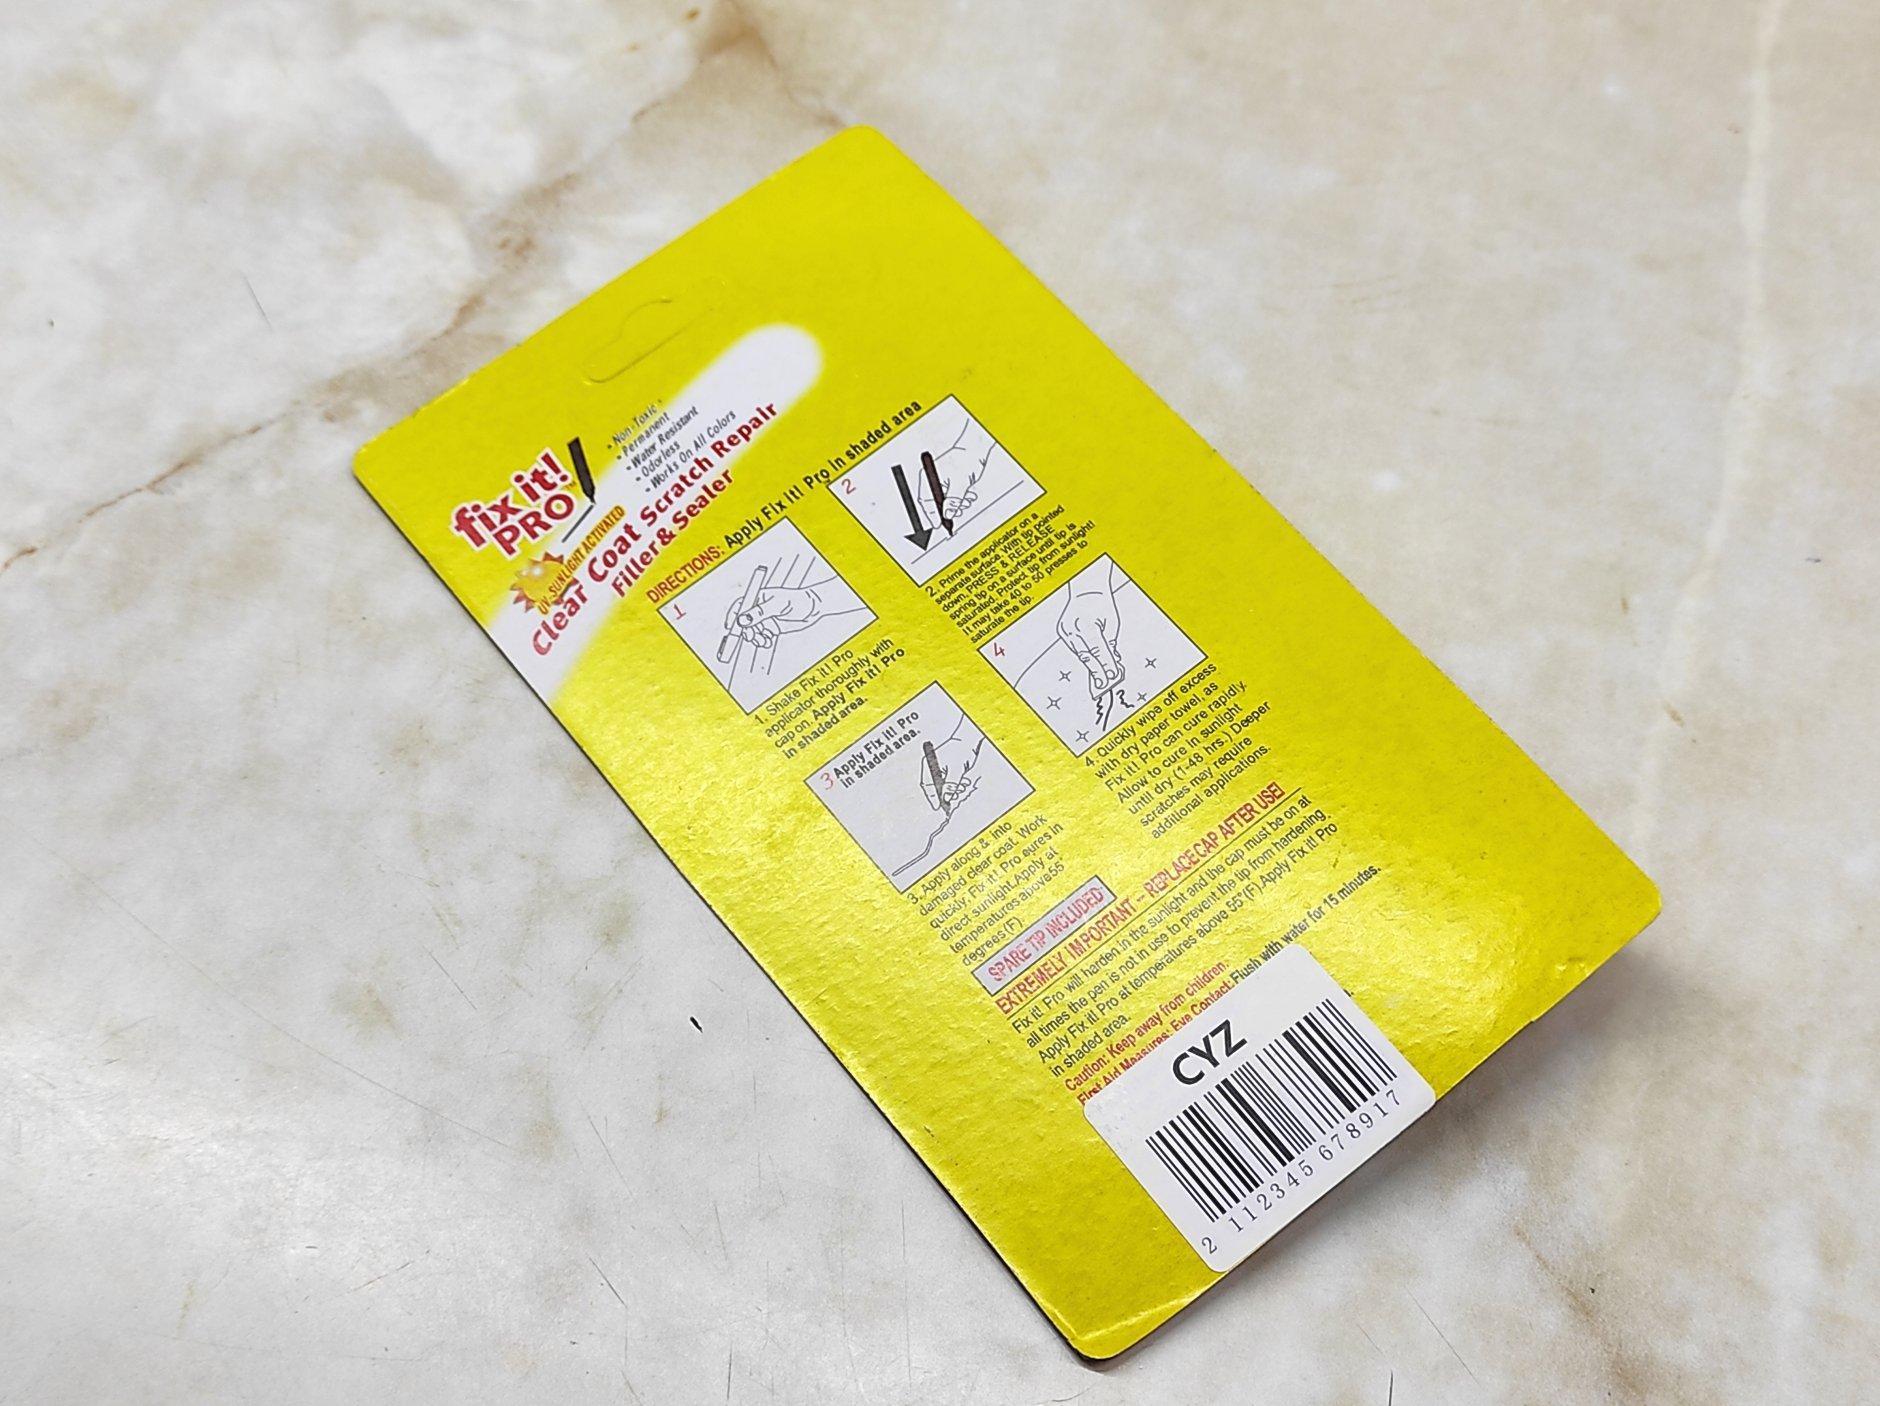 fix it!
PRO™
• Non-Toxic •
• Permanent
• Water Resistant
• Odorless
• Works On All Colors
UV-SUNLIGHT ACTIVATED
Clear Coat Scratch Repair
Filler & Sealer
DIRECTIONS: Apply Fix It! Pro in shaded area
1
1. Shake Fix it! Pro
applicator thoroughly with
cap on. Apply Fix it! Pro
in shaded area.
2
2. Prime the applicator on a
separate surface. With tip pointed
down, PRESS & RELEASE
spring tip on a surface until tip is
saturated. Protect tip from sunlight!
It may take 40 to 50 presses to
saturate the tip.
3 Apply Fix it! Pro
in shaded area.
3. Apply along & into
damaged clear coat. Work
quickly, Fix it! Pro eures in
direct sunlight.Apply at
temperatures above55
degrees(F).
4
4. Quickly wipe off excess
with dry paper towel, as
Fix it! Pro can cure rapidly.
Allow to cure in sunlight
until dry (1-48 hrs.) Deeper
scratches may require
additional applications.
SPARE TIP INCLUDED
EXTREMELY IMPORTANT -- REPLACE CAP AFTER USE!
Fix it! Pro will harden in the sunlight and the cap must be on at
all times the pen is not in use to prevent the tip from hardening
Apply Fix it! Pro at temperatures above 55°(F).Apply Fix it! Pro
in shaded area.
Caution: Keep away from children.
First Aid Measures: Eye Contact: Flush with water for 15 minutes.
CYZ
2 112345 678917